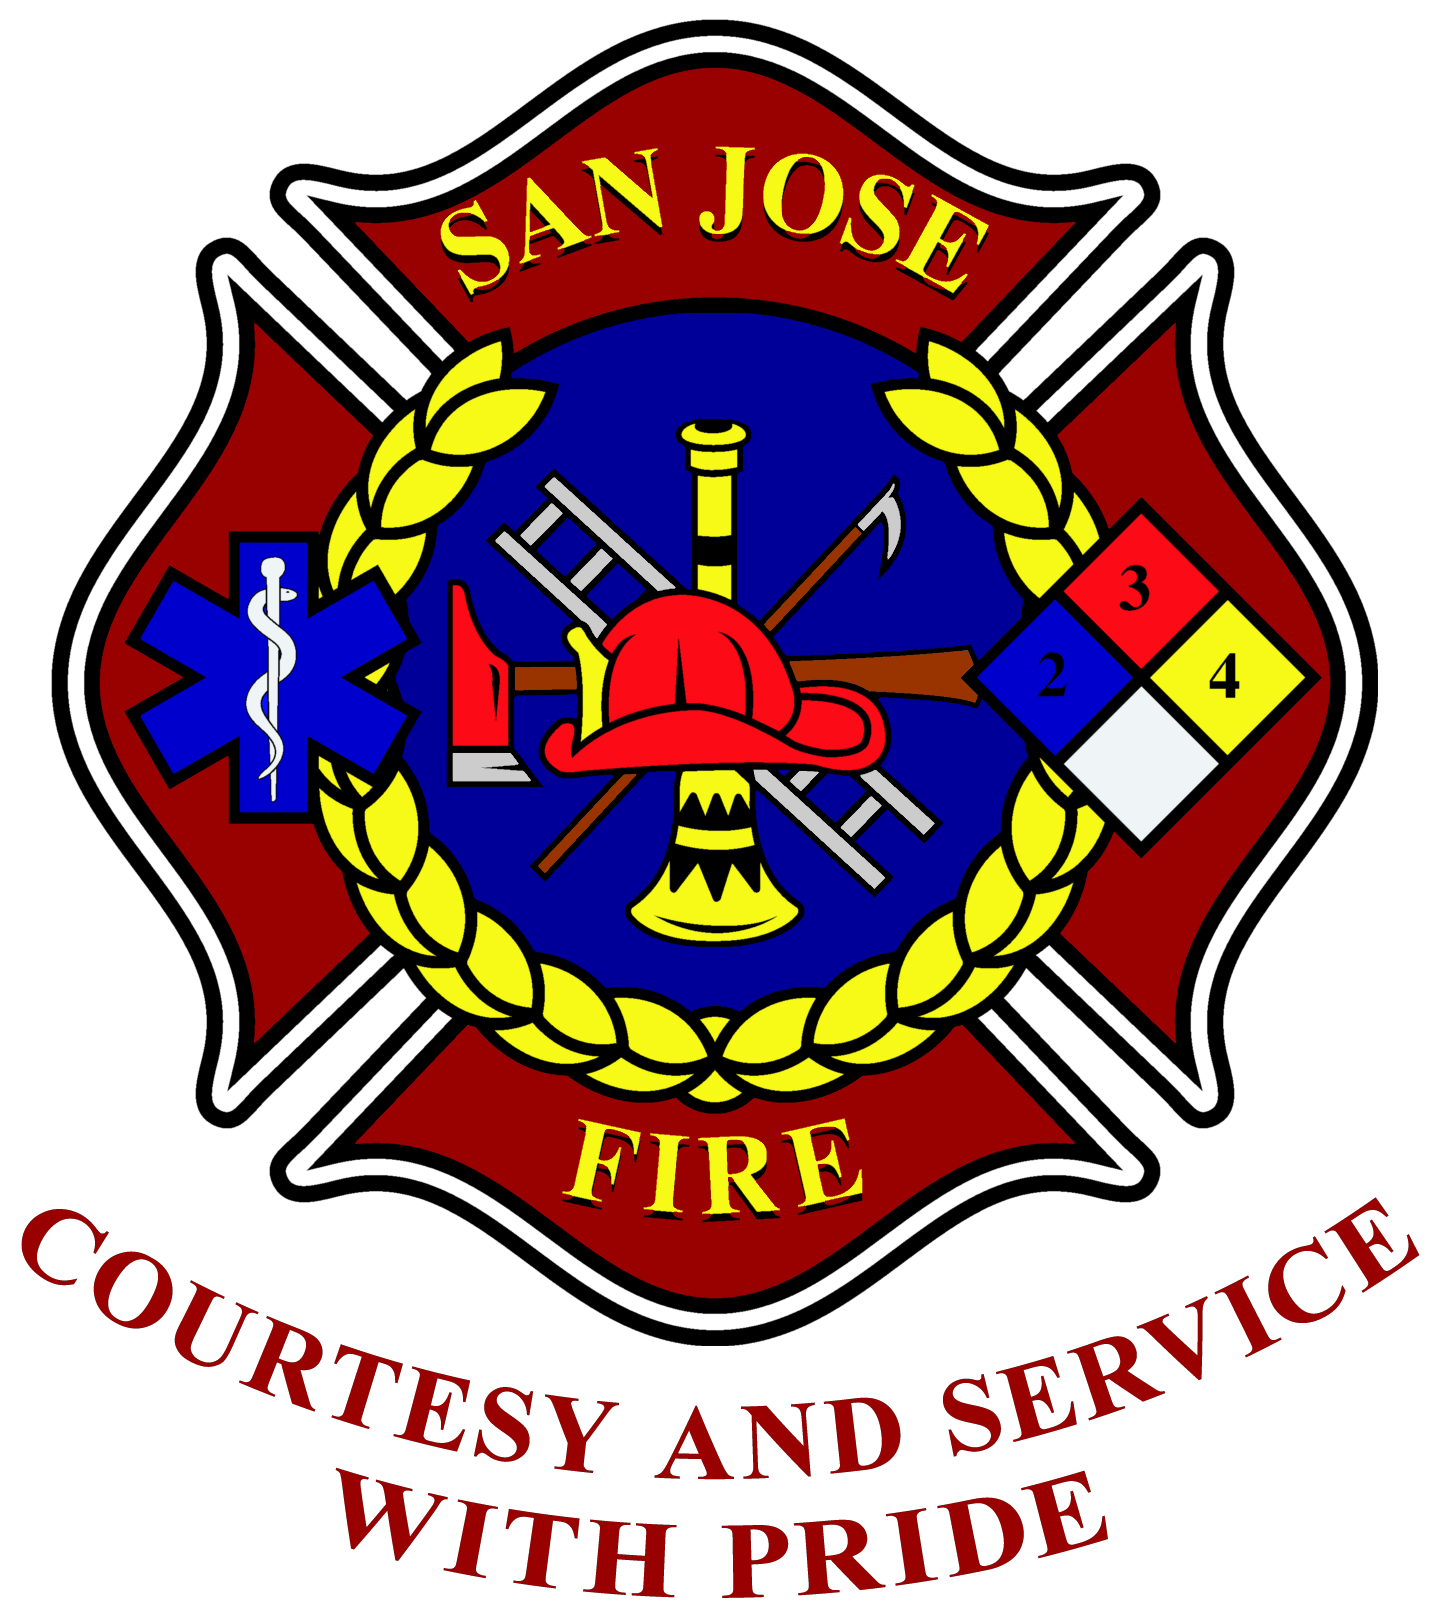 SAN JOSE
3
2
4
FIRE
COURTESY AND SERVICE
WITH PRIDE